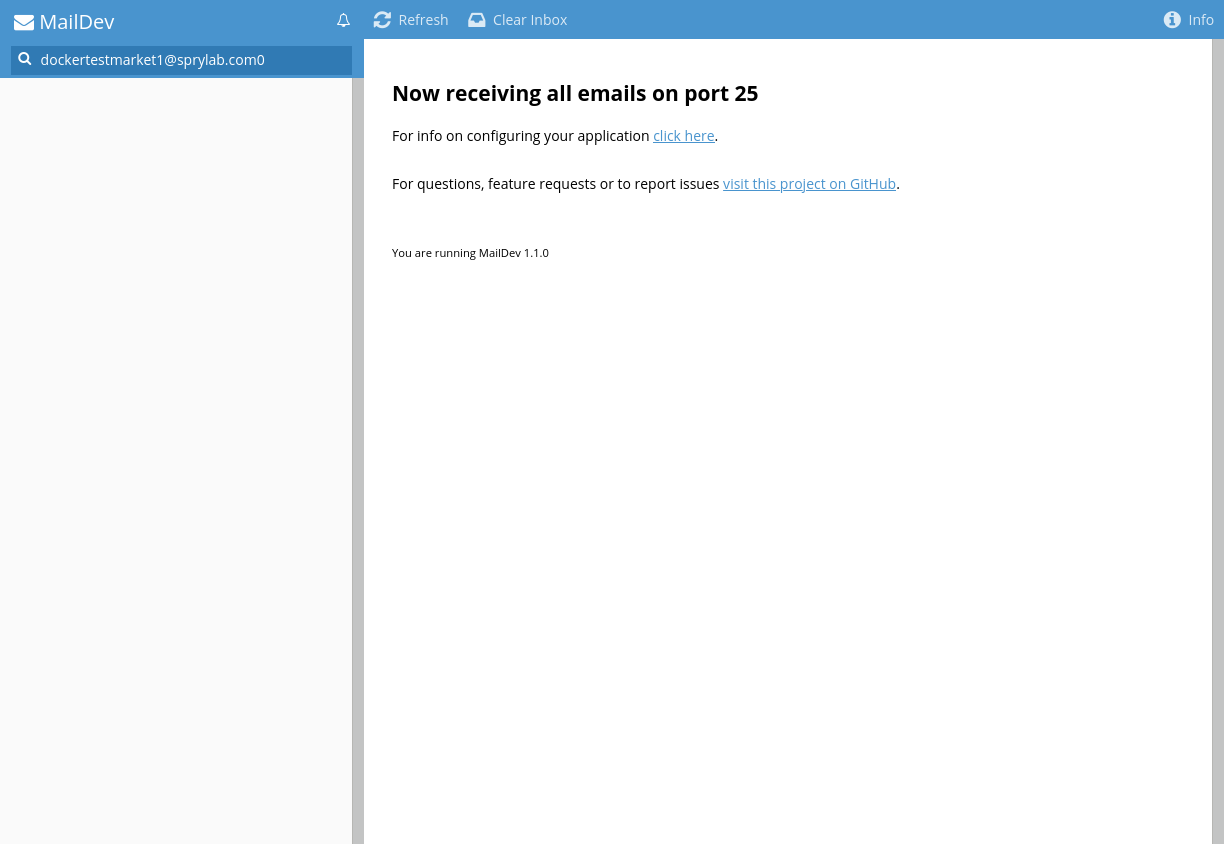 MailDev
Refresh
Clear Inbox
Info
dockertestmarket1@sprylab.com0
Now receiving all emails on port 25
For info on configuring your application click here.
For questions, feature requests or to report issues visit this project on GitHub.
You are running MailDev 1.1.0